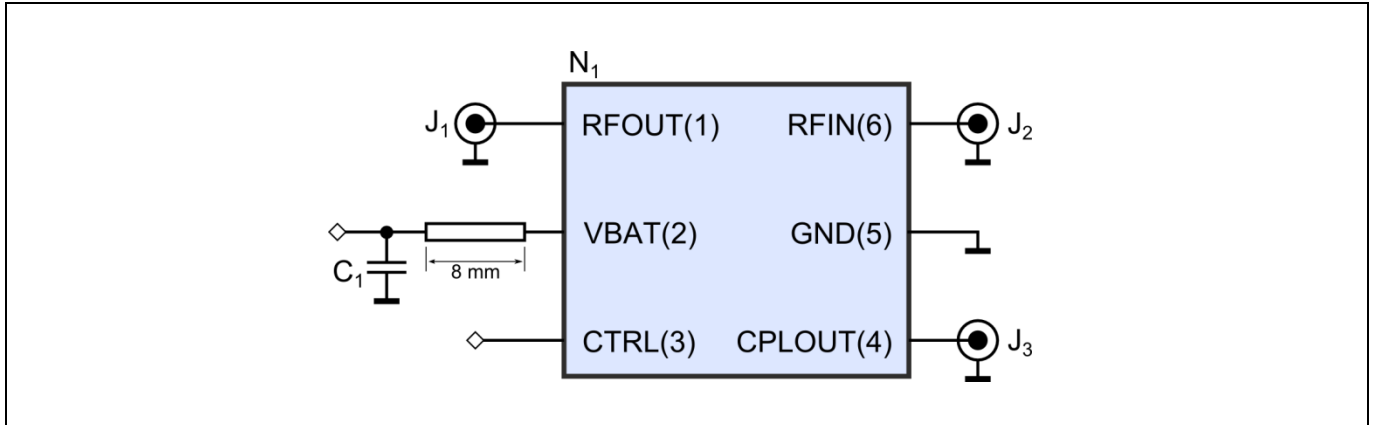 N₁
J₁
RFOUT(1)
RFIN(6)
J₂
VBAT(2)
GND(5)
C₁
8 mm
CTRL(3)
CPLOUT(4)
J₃